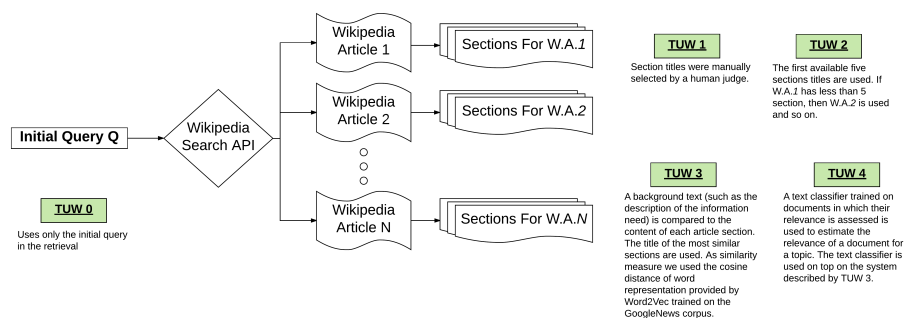 Wikipedia
Article 1
Sections For W.A.1
Wikipedia
Article 2
Sections For W.A.2
Initial Query Q
Wikipedia
Search API
Wikipedia
Article N
Sections For W.A.N
TUW 0
Uses only the initial query
in the retrieval
TUW 1
Section titles were manually
selected by a human judge.
TUW 2
The first available five
sections titles are used. If
W.A.1 has less than 5
section, then W.A.2 is used
and so on.
TUW 3
A background text (such as the
description of the information
need) is compared to the
content of each article section.
The title of the most similar
sections are used. As similarity
measure we used the cosine
distance of word
representation provided by
Word2Vec trained on the
GoogleNews corpus.
TUW 4
A text classifier trained on
documents in which their
relevance is assessed is
used to estimate the
relevance of a document for
a topic. The text classifier is
used on top on the system
described by TUW 3.